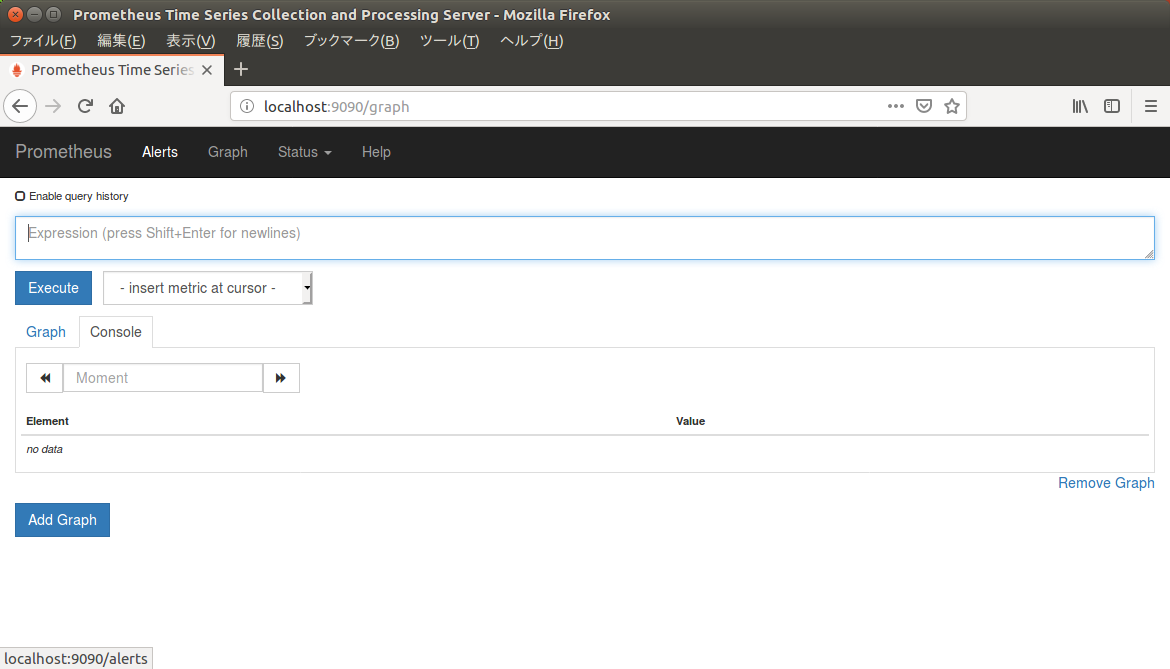 Prometheus Time Series Collection and Processing Server - Mozilla Firefox
ファイル(F) 編集(E) 表示(V) 履歴(S) ブックマーク(B) ツール(T) ヘルプ(H)
Prometheus Time Series
localhost:9090/graph
Prometheus Alerts Graph Status Help
Enable query history
Expression (press Shift+Enter for newlines)
Execute - insert metric at cursor -
Graph Console
Moment
Element Value
no data
Remove Graph
Add Graph
localhost:9090/alerts